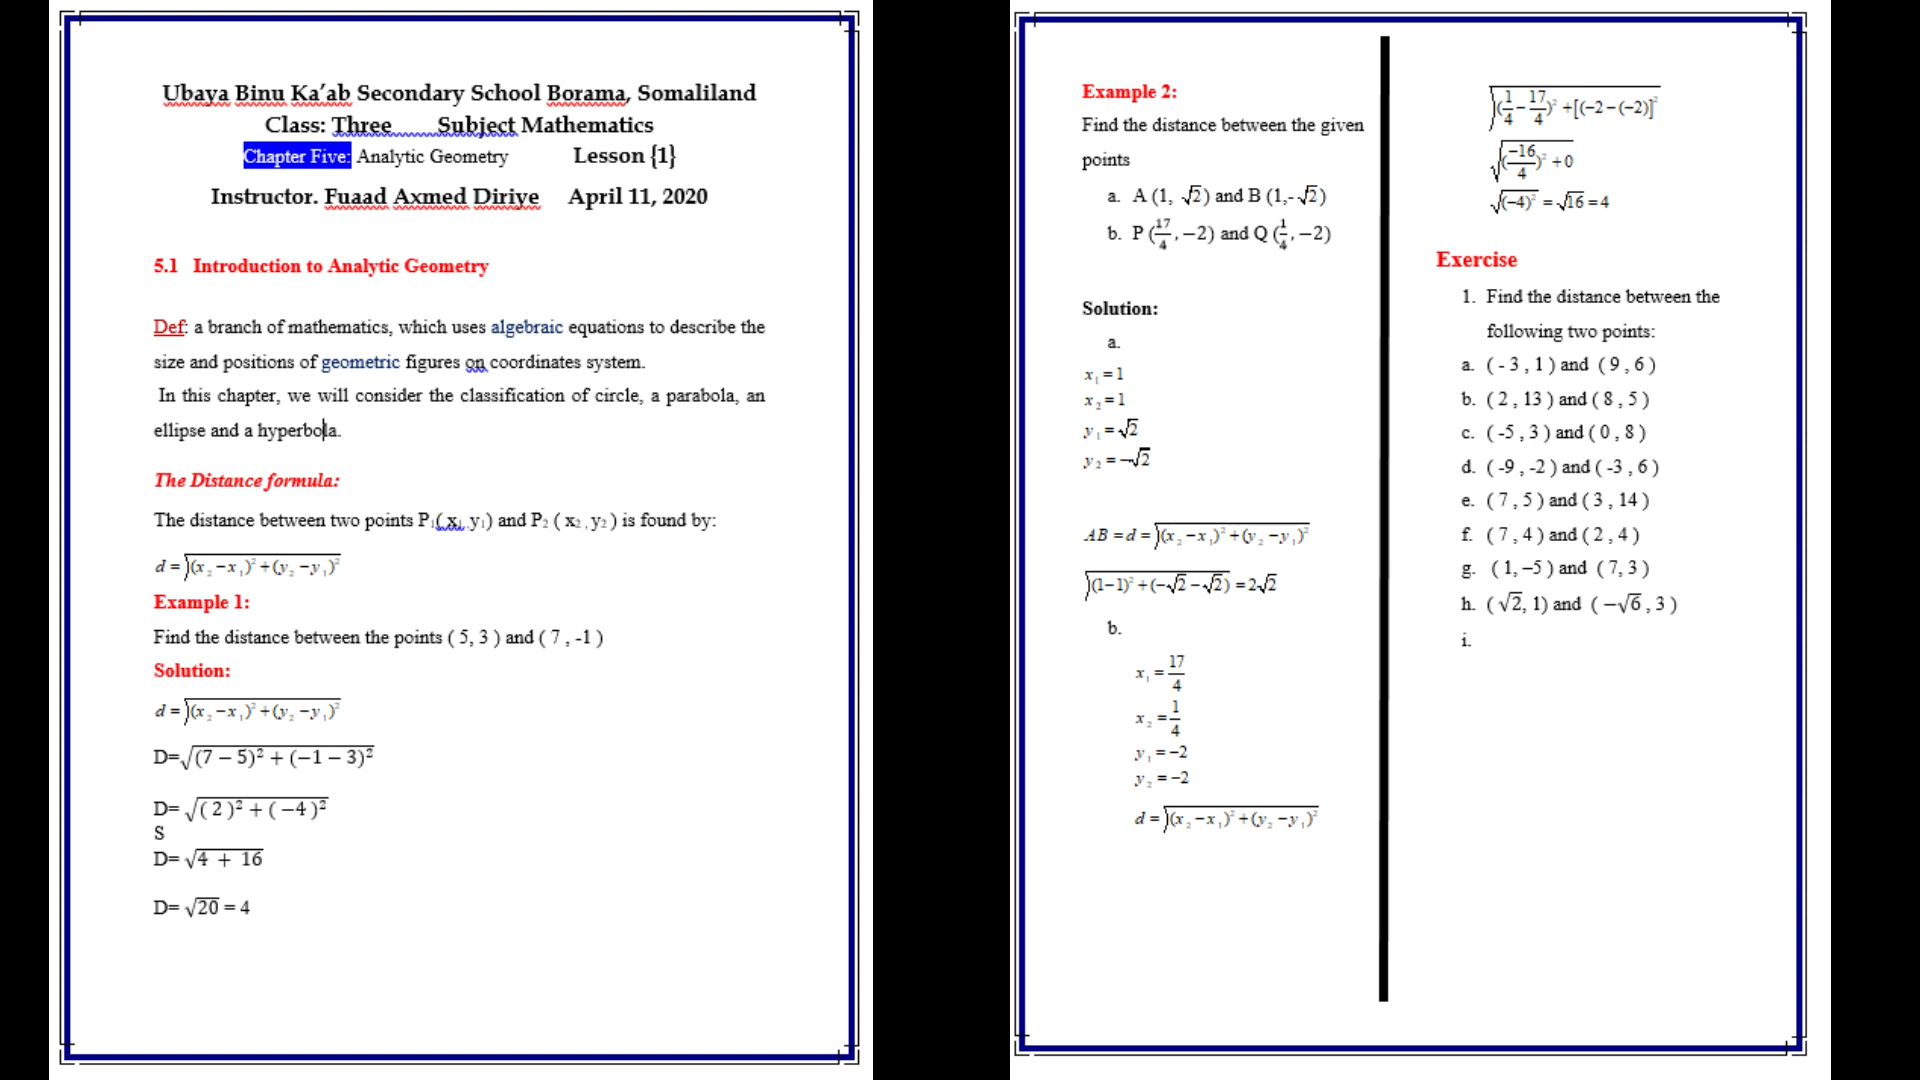 Ubaya Binu Ka’ab Secondary School Borama, Somaliland
Class: Three Subject Mathematics
Chapter Five: Analytic Geometry Lesson {1}
Instructor. Fuaad Axmed Diriye April 11, 2020
5.1 Introduction to Analytic Geometry
Def: a branch of mathematics, which uses algebraic equations to describe the
size and positions of geometric figures on coordinates system.
In this chapter, we will consider the classification of circle, a parabola, an
ellipse and a hyperbola.
The Distance formula:
The distance between two points P₁( x₁, y₁) and P₂ ( x₂ , y₂ ) is found by:
d = √((x₂ −x₁)² +(y₂ −y₁)²)
Example 1:
Find the distance between the points ( 5, 3 ) and ( 7 , -1 )
Solution:
d = √((x₂ −x₁)² +(y₂ −y₁)²)
D=√((7 − 5)² + (−1 − 3)²)
D= √(( 2 )² + ( −4 )²)
S
D= √(4 + 16)
D= √20 = 4
Example 2:
Find the distance between the given
points
a. A (1, √2) and B (1,-√2)
b. P (17/4 , −2) and Q (1/4 , −2)
Solution:
a.
x₁ =1
x₂ =1
y₁ =√2
y₂ =−√2
AB =d =√((x₂ −x₁)² +(y₂ −y₁)²)
√((1−1)² +(−√2 −√2)) =2√2
b.
x₁ = 17/4
x₂ = 1/4
y₁ =−2
y₂ =−2
d =√((x₂ −x₁)² +(y₂ −y₁)²)
√((1/4 − 17/4)² +[(−2−(−2)]²)
√((−16/4)² +0
√(−4)² =√16 =4
Exercise
1. Find the distance between the
following two points:
a. ( - 3 , 1 ) and ( 9 , 6 )
b. ( 2 , 13 ) and ( 8 , 5 )
c. ( -5 , 3 ) and ( 0 , 8 )
d. ( -9 , -2 ) and ( -3 , 6 )
e. ( 7 , 5 ) and ( 3 , 14 )
f. ( 7 , 4 ) and ( 2 , 4 )
g. ( 1, −5 ) and ( 7, 3 )
h. ( √2, 1) and ( −√6 , 3 )
i.